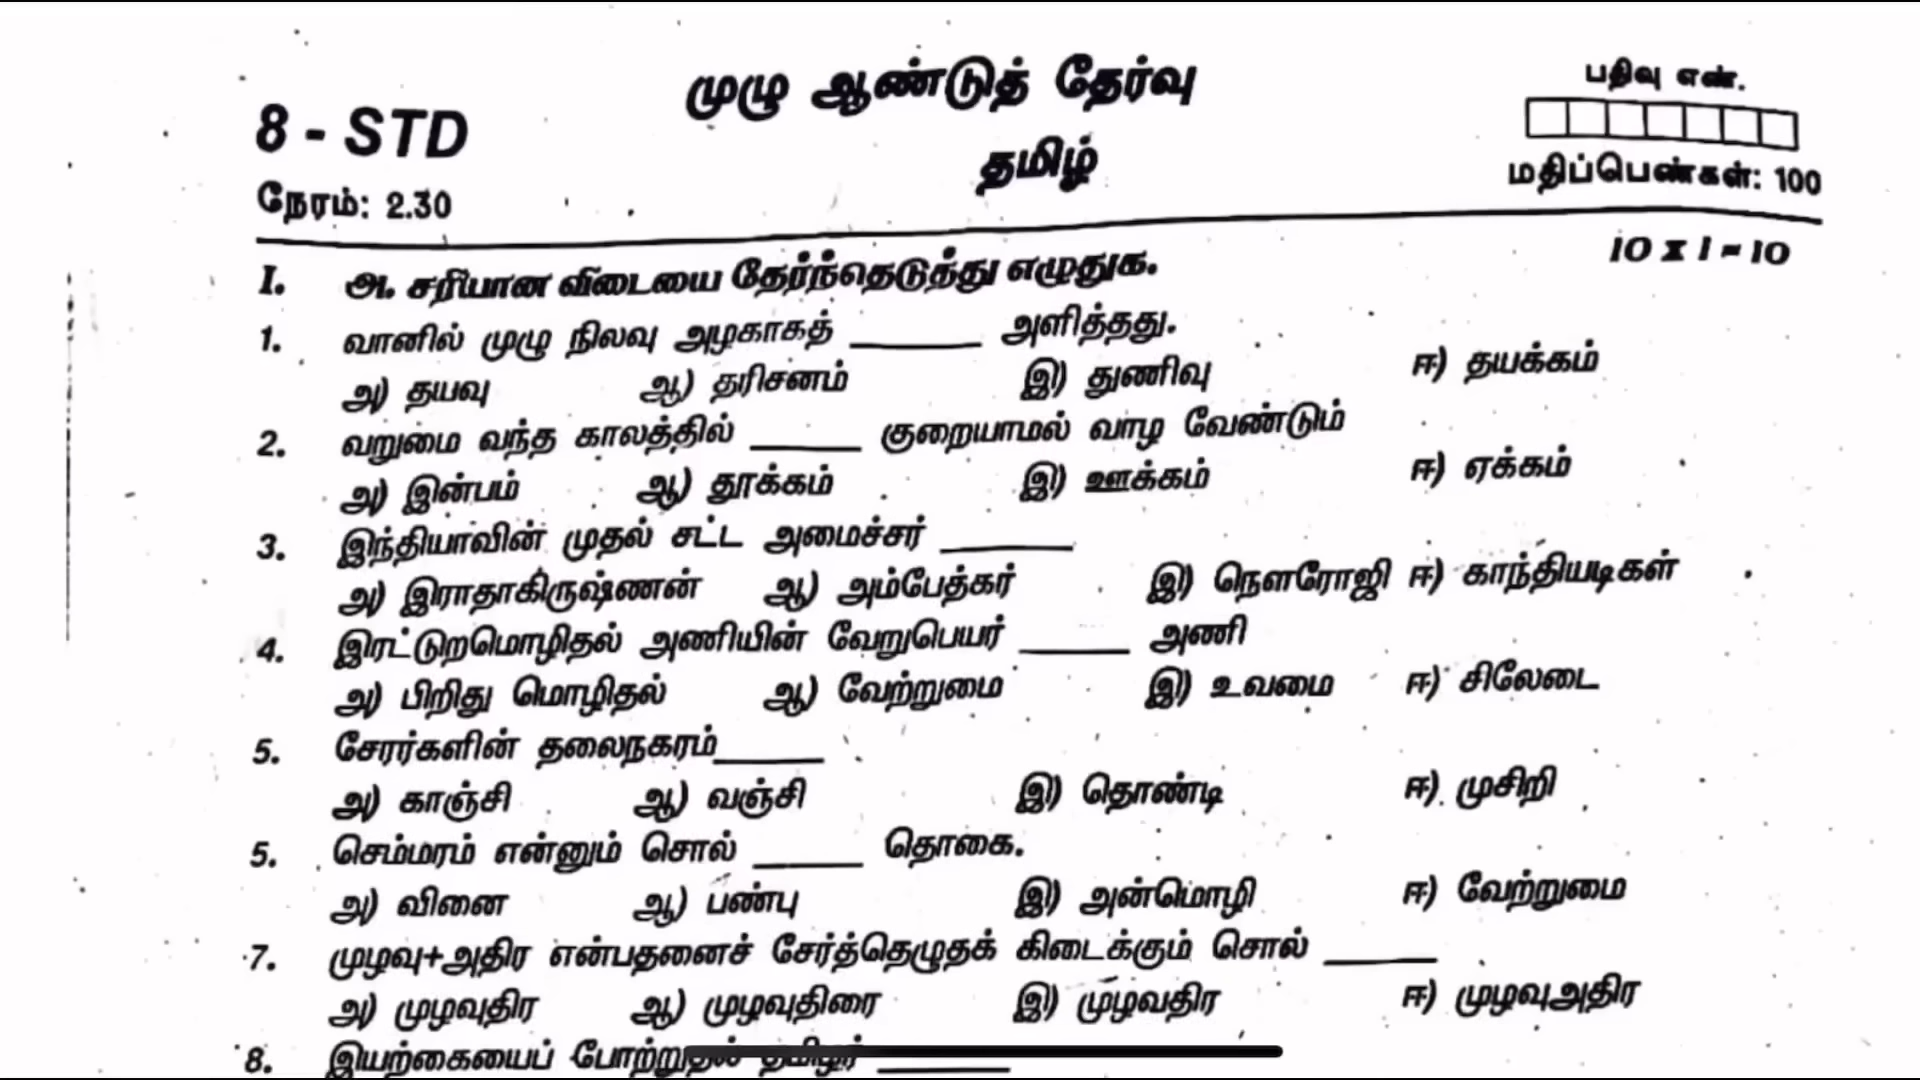 முழு ஆண்டுத் தேர்வு
பதிவு எண்.
8 - STD
தமிழ்
நேரம்: 2.30
மதிப்பெண்கள்: 100
I. அ. சரியான விடையை தேர்ந்தெடுத்து எழுதுக. 10 x 1 = 10
1. வானில் முழு நிலவு அழகாகத் ______ அளித்தது.
அ) தயவு ஆ) தரிசனம் இ) துணிவு ஈ) தயக்கம்
2. வறுமை வந்த காலத்தில் ______ குறையாமல் வாழ வேண்டும்
அ) இன்பம் ஆ) தூக்கம் இ) ஊக்கம் ஈ) ஏக்கம்
3. இந்தியாவின் முதல் சட்ட அமைச்சர் ______
அ) இராதாகிருஷ்ணன் ஆ) அம்பேத்கர் இ) நௌரோஜி ஈ) காந்தியடிகள்
4. இரட்டுறமொழிதல் அணியின் வேறுபெயர் ______ அணி
அ) பிறிது மொழிதல் ஆ) வேற்றுமை இ) உவமை ஈ) சிலேடை
5. சேரர்களின் தலைநகரம்______
அ) காஞ்சி ஆ) வஞ்சி இ) தொண்டி ஈ) முசிறி
5. செம்மரம் என்னும் சொல் ______ தொகை.
அ) வினை ஆ) பண்பு இ) அன்மொழி ஈ) வேற்றுமை
7. முழவு+அதிர என்பதனைச் சேர்த்தெழுதக் கிடைக்கும் சொல் ______
அ) முழவுதிர ஆ) முழவுதிரை இ) முழவதிர ஈ) முழவுஅதிர
8. இயற்கையைப் போற்றுதல் தமிழர் ______